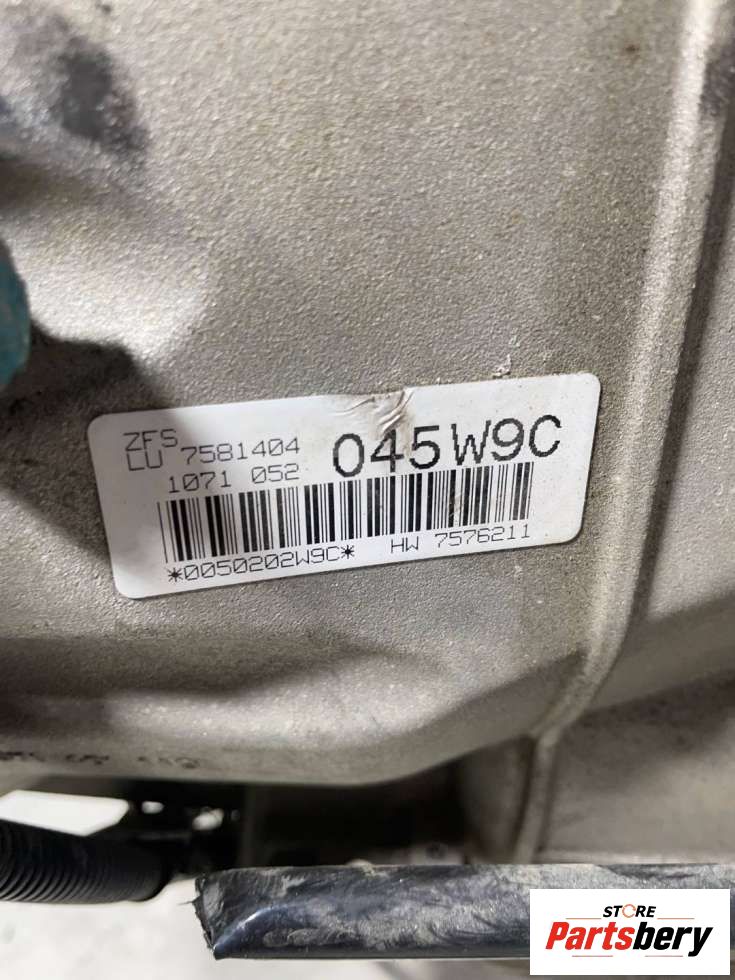 ZFS
LU 7581404
045W9C
1071 052
*0050202W9C* HW 7576211
STORE
Partsbery